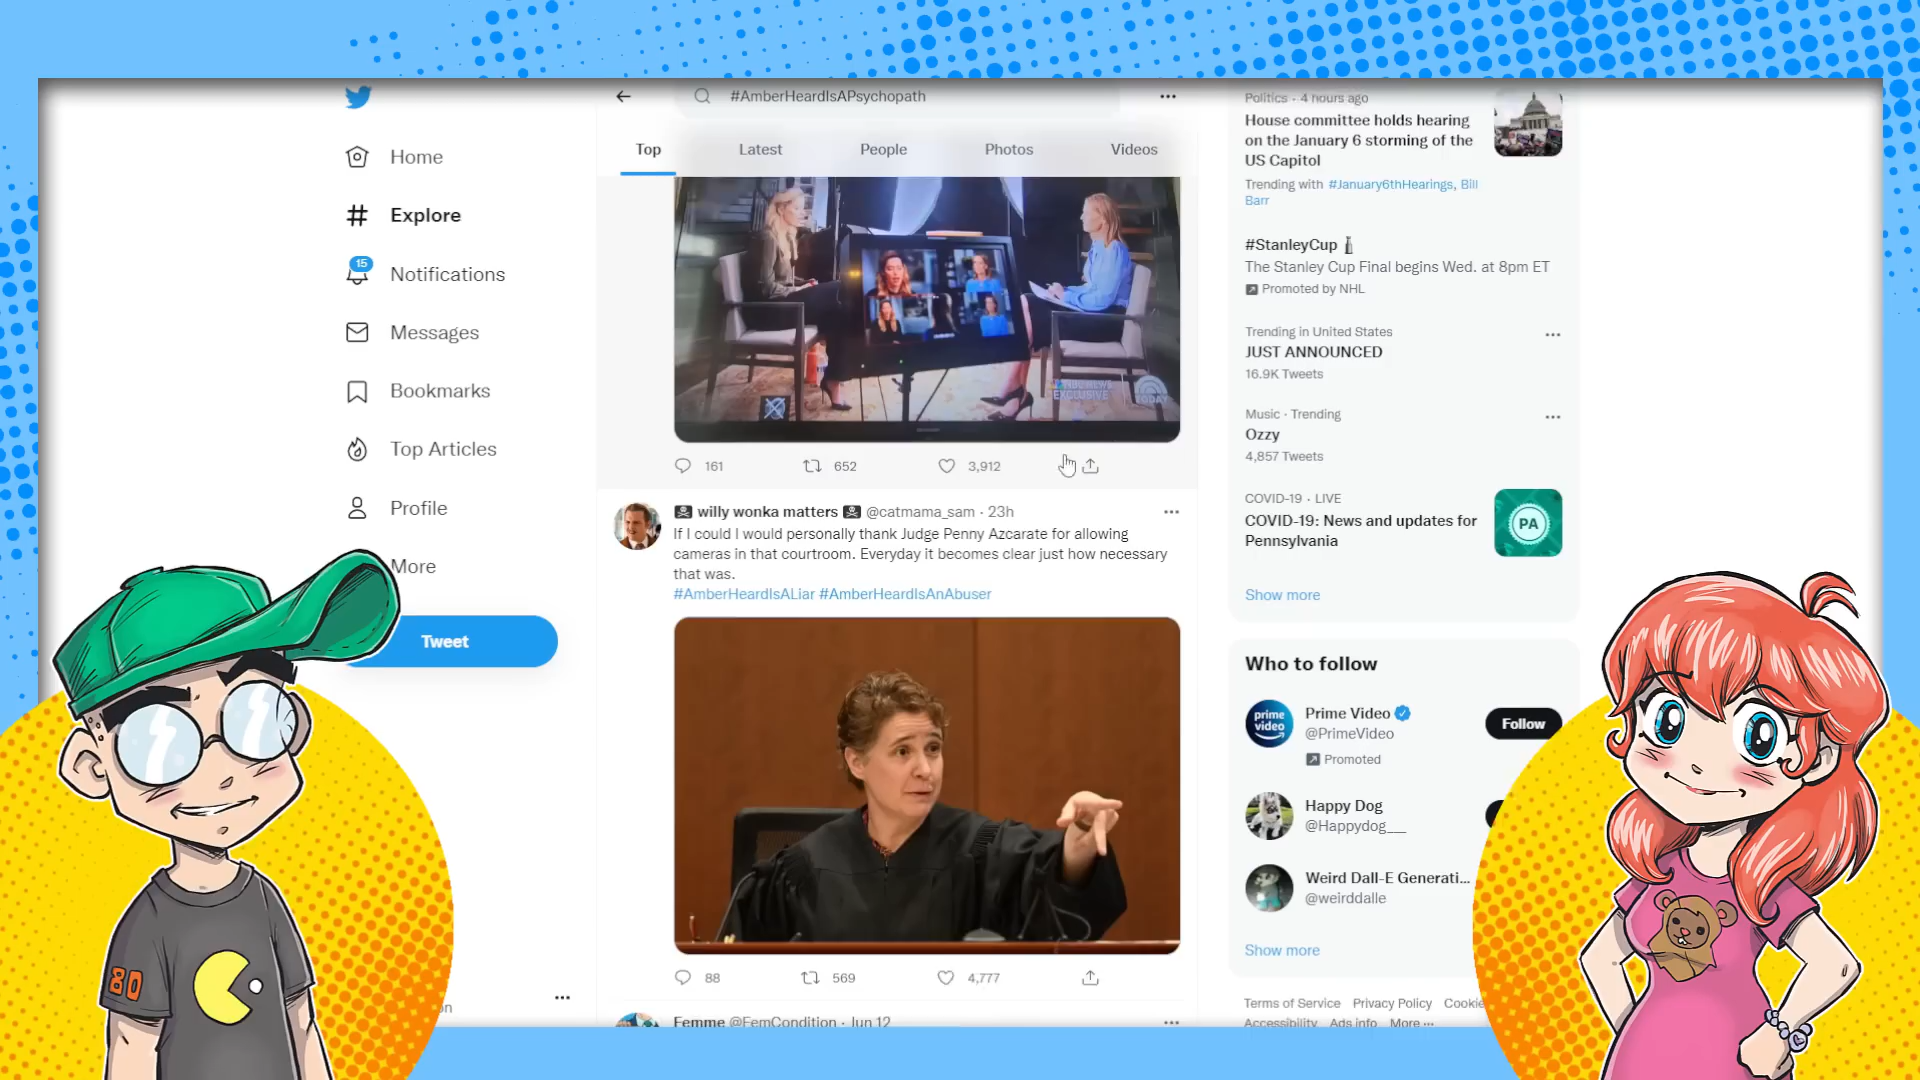 #AmberHeardIsAPsychopath
Top
Latest
People
Photos
Videos
Home
Explore
15
Notifications
Messages
Bookmarks
Top Articles
Profile
More
Tweet
80
NBC NEWS
EXCLUSIVE
TODAY
161
652
3,912
willy wonka matters @catmama_sam · 23h
If I could I would personally thank Judge Penny Azcarate for allowing
cameras in that courtroom. Everyday it becomes clear just how necessary
that was.
#AmberHeardIsALiar #AmberHeardIsAnAbuser
88
569
4,777
Femme @FemCondition · Jun 12
Politics · 4 hours ago
House committee holds hearing
on the January 6 storming of the
US Capitol
Trending with #January6thHearings, Bill
Barr
#StanleyCup
The Stanley Cup Final begins Wed. at 8pm ET
Promoted by NHL
Trending in United States
JUST ANNOUNCED
16.9K Tweets
Music · Trending
Ozzy
4,857 Tweets
COVID-19 · LIVE
COVID-19: News and updates for
Pennsylvania
PA
Show more
Who to follow
prime
video
Prime Video
@PrimeVideo
Promoted
Follow
Happy Dog
@Happydog___
Weird Dall-E Generati...
@weirddalle
Show more
Terms of Service Privacy Policy Cookie
Accessibility Ads info More ...